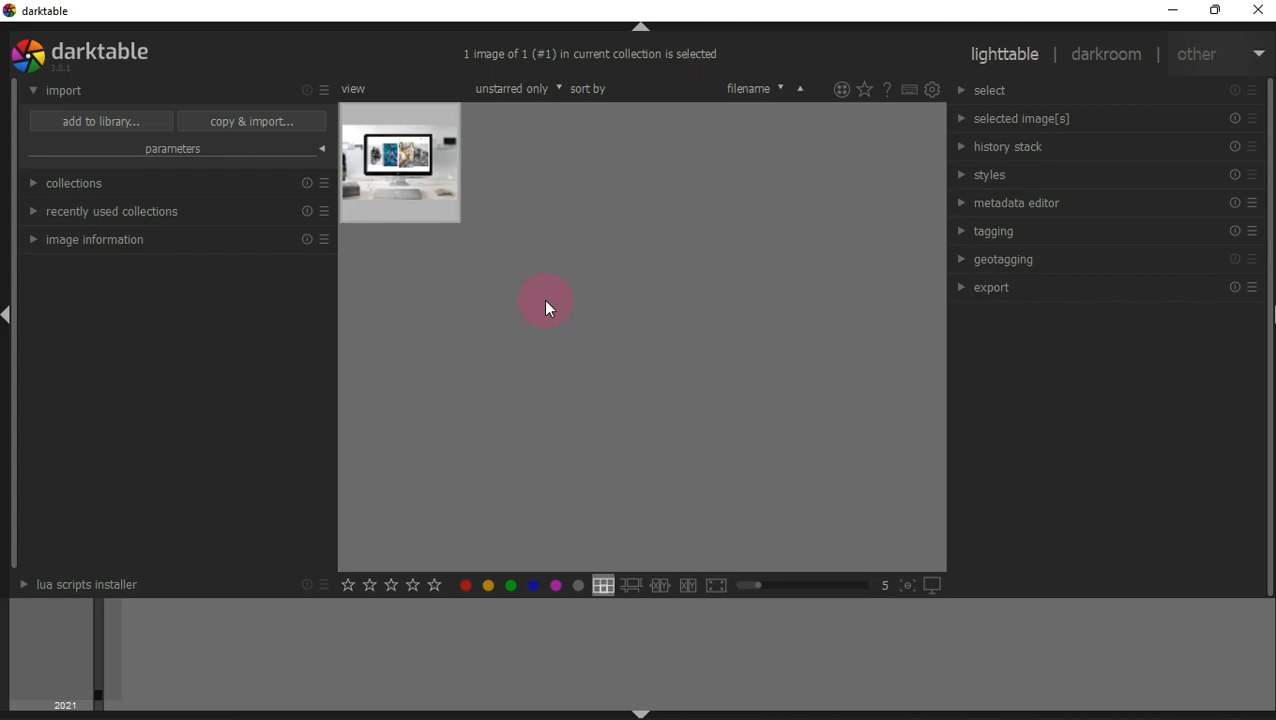 darktable
darktable
3.8.1
1 image of 1 (#1) in current collection is selected
lighttable | darkroom | other
import
view
unstarred only
sort by
filename
select
add to library...
copy & import...
selected image[s]
parameters
history stack
collections
styles
recently used collections
metadata editor
image information
tagging
geotagging
export
lua scripts installer
5
2021